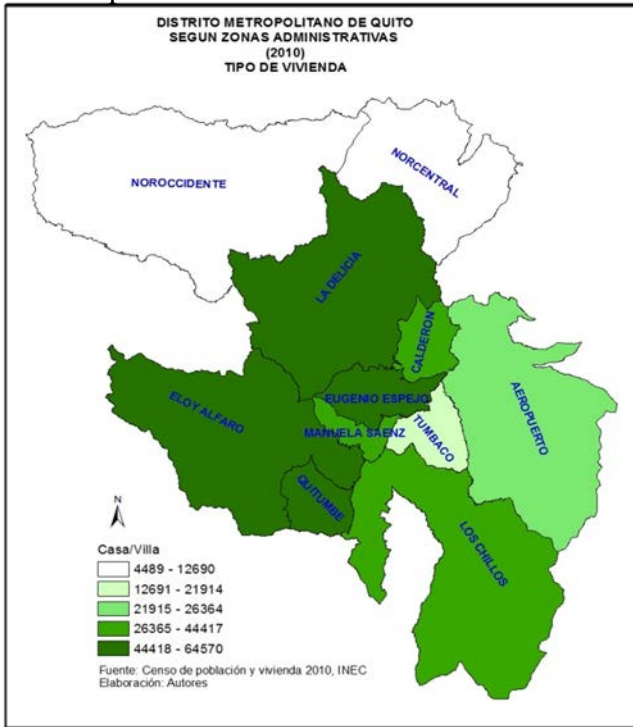 DISTRITO METROPOLITANO DE QUITO
SEGUN ZONAS ADMINISTRATIVAS
(2010)
TIPO DE VIVIENDA
NOROCCIDENTE
NORCENTRAL
LA DELICIA
CALDERON
AEROPUERTO
EUGENIO ESPEJO
ELOY ALFARO
MANUELA SAENZ
TUMBACO
QUITUMBE
LOS CHILLOS
N
Casa/Villa
4489 - 12690
12691 - 21914
21915 - 26364
26365 - 44417
44418 - 64570
Fuente: Censo de población y vivienda 2010, INEC
Elaboración: Autores